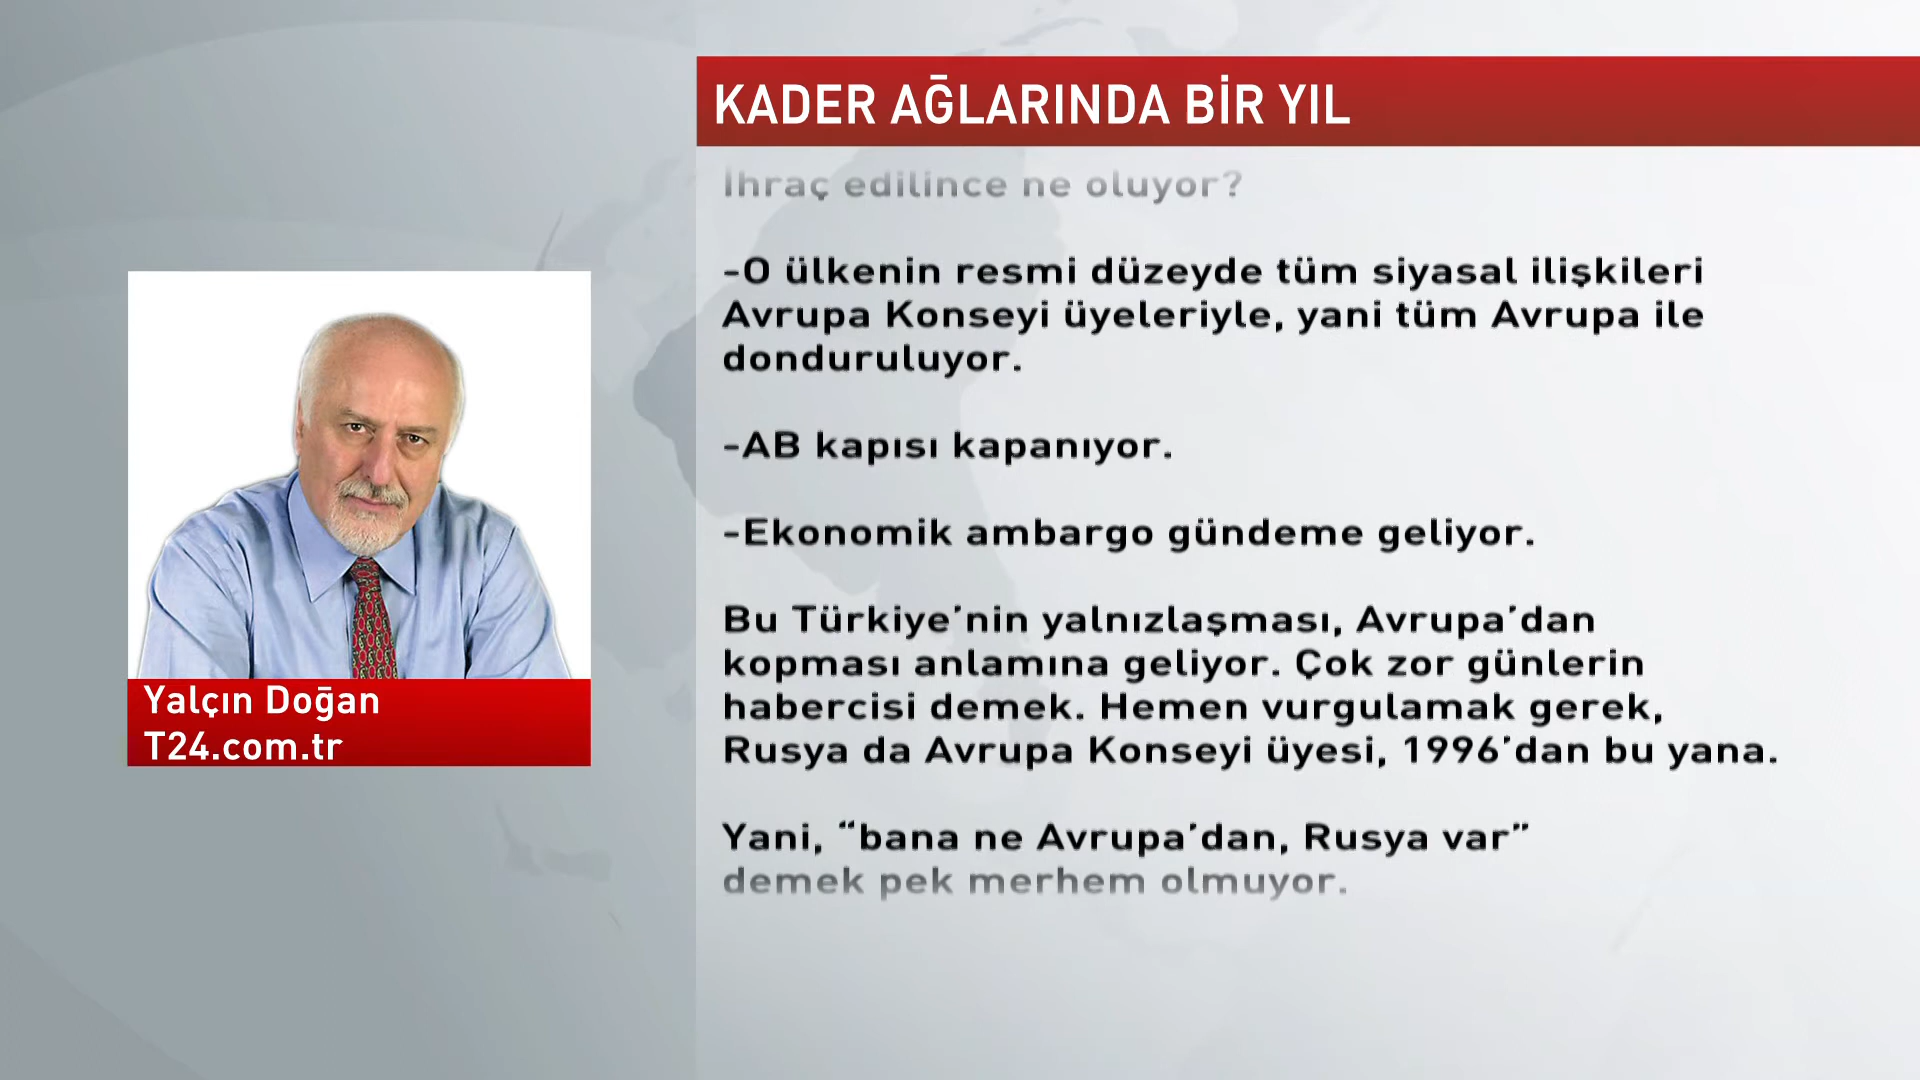 KADER AĞLARINDA BİR YIL
İhraç edilince ne oluyor?
-O ülkenin resmi düzeyde tüm siyasal ilişkileri
Avrupa Konseyi üyeleriyle, yani tüm Avrupa ile
donduruluyor.
-AB kapısı kapanıyor.
-Ekonomik ambargo gündeme geliyor.
Bu Türkiye'nin yalnızlaşması, Avrupa'dan
kopması anlamına geliyor. Çok zor günlerin
habercisi demek. Hemen vurgulamak gerek,
Rusya da Avrupa Konseyi üyesi, 1996'dan bu yana.
Yani, “bana ne Avrupa'dan, Rusya var”
demek pek merhem olmuyor.
Yalçın Doğan
T24.com.tr